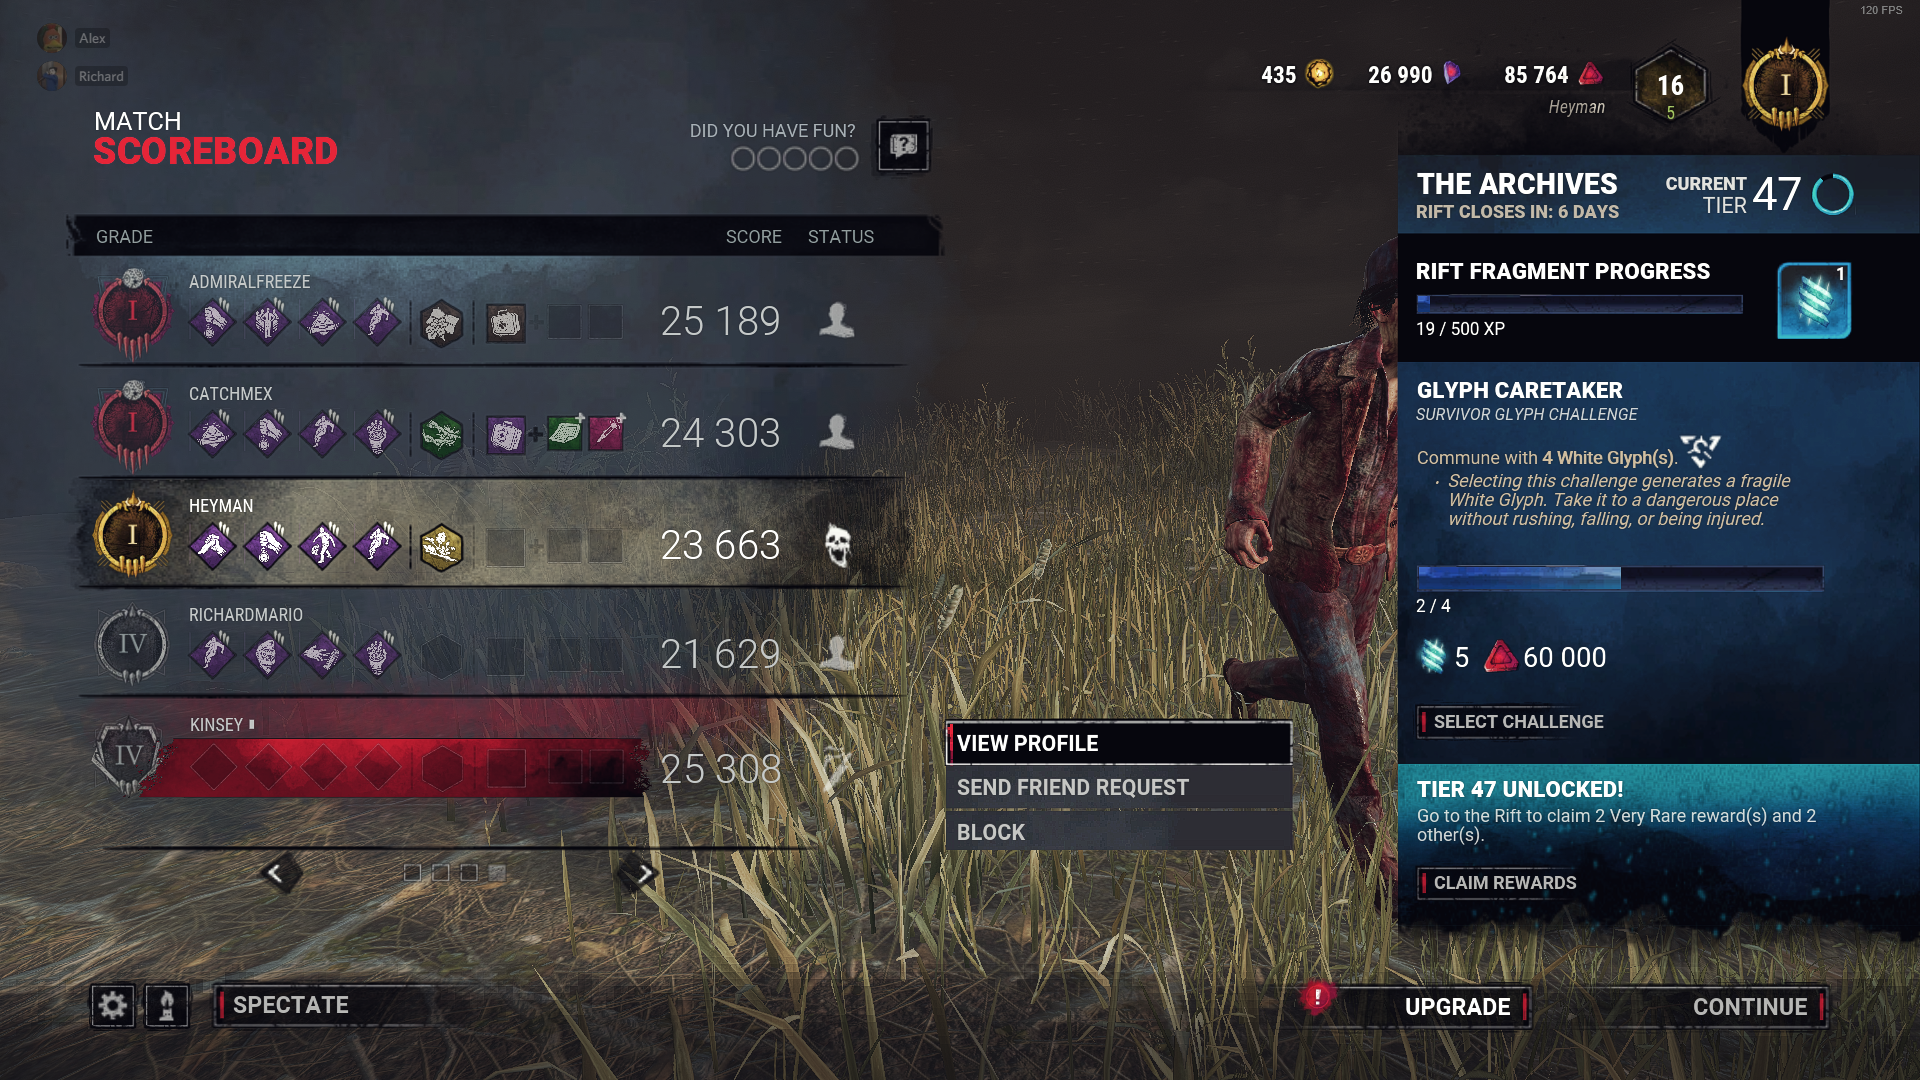 120 FPS
Alex
Richard
435
26 990
85 764
Heyman
16
5
I
MATCH
SCOREBOARD
DID YOU HAVE FUN?
GRADE
SCORE
STATUS
I
ADMIRALFREEZE
25 189
I
CATCHMEX
24 303
I
HEYMAN
23 663
IV
RICHARDMARIO
21 629
IV
KINSEY
25 308
VIEW PROFILE
SEND FRIEND REQUEST
BLOCK
THE ARCHIVES
RIFT CLOSES IN: 6 DAYS
CURRENT
TIER
47
RIFT FRAGMENT PROGRESS
1
19 / 500 XP
GLYPH CARETAKER
SURVIVOR GLYPH CHALLENGE
Commune with 4 White Glyph(s).
· Selecting this challenge generates a fragile
White Glyph. Take it to a dangerous place
without rushing, falling, or being injured.
2 / 4
5
60 000
SELECT CHALLENGE
TIER 47 UNLOCKED!
Go to the Rift to claim 2 Very Rare reward(s) and 2
other(s).
CLAIM REWARDS
SPECTATE
!
UPGRADE
CONTINUE